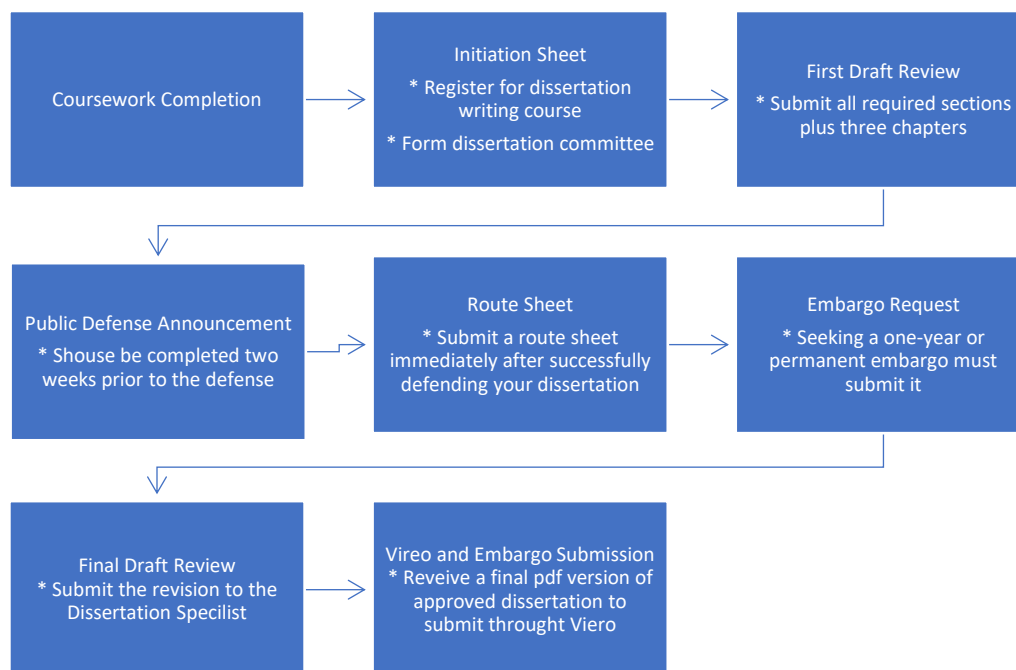 Coursework Completion
Initiation Sheet
* Register for dissertation
writing course
* Form dissertation committee
First Draft Review
* Submit all required sections
plus three chapters
Public Defense Announcement
* Shouse be completed two
weeks prior to the defense
Route Sheet
* Submit a route sheet
immediately after successfully
defending your dissertation
Embargo Request
* Seeking a one-year or
permanent embargo must
submit it
Final Draft Review
* Submit the revision to the
Dissertation Specilist
Vireo and Embargo Submission
* Reveive a final pdf version of
approved dissertation to
submit throught Viero